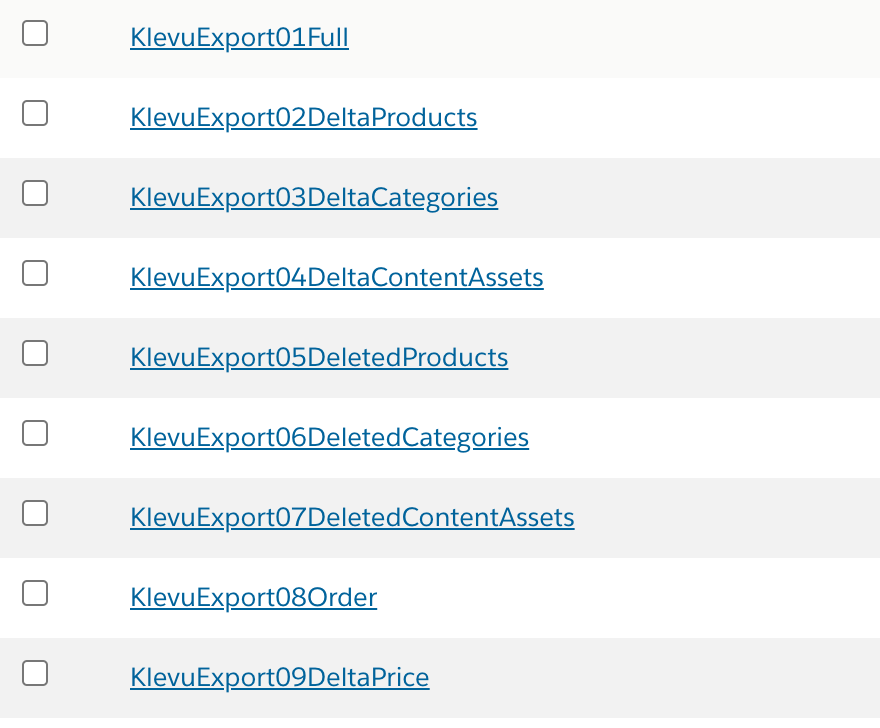 KlevuExport01Full
KlevuExport02DeltaProducts
KlevuExport03DeltaCategories
KlevuExport04DeltaContentAssets
KlevuExport05DeletedProducts
KlevuExport06DeletedCategories
KlevuExport07DeletedContentAssets
KlevuExport08Order
KlevuExport09DeltaPrice